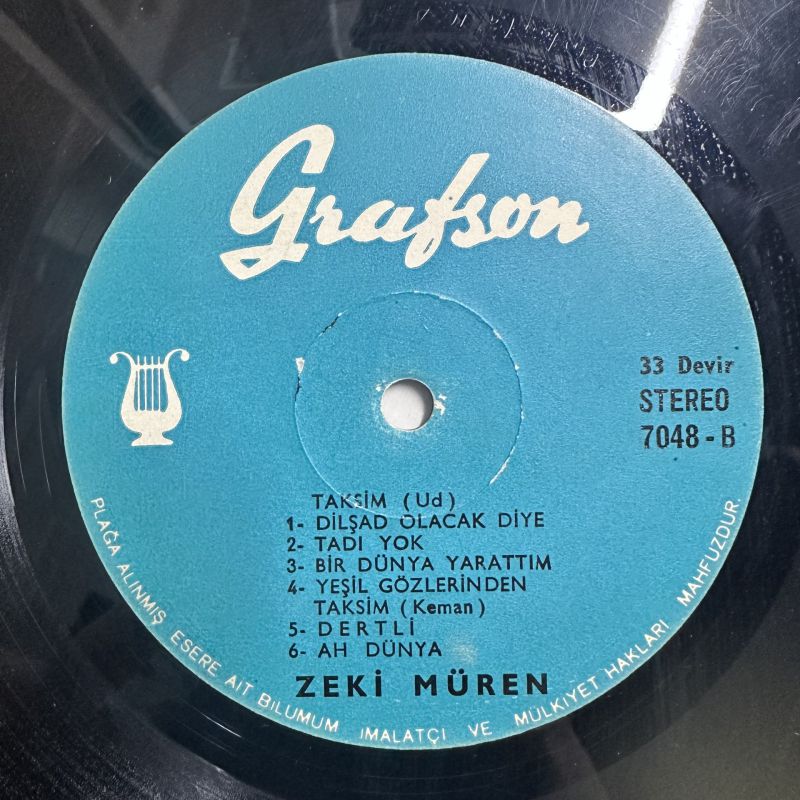 Grafson
33 Devir
STEREO
7048 - B
TAKSİM (Ud)
1- DİLŞAD OLACAK DİYE
2- TADI YOK
3- BİR DÜNYA YARATTIM
4- YEŞİL GÖZLERİNDEN
TAKSİM (Keman)
5- DERTLİ
6- AH DÜNYA
ZEKİ MÜREN
PLAĞA ALINMIŞ ESERE AİT BİLUMUM İMALATÇI VE MÜLKİYET HAKLARI MAHFUZDUR.